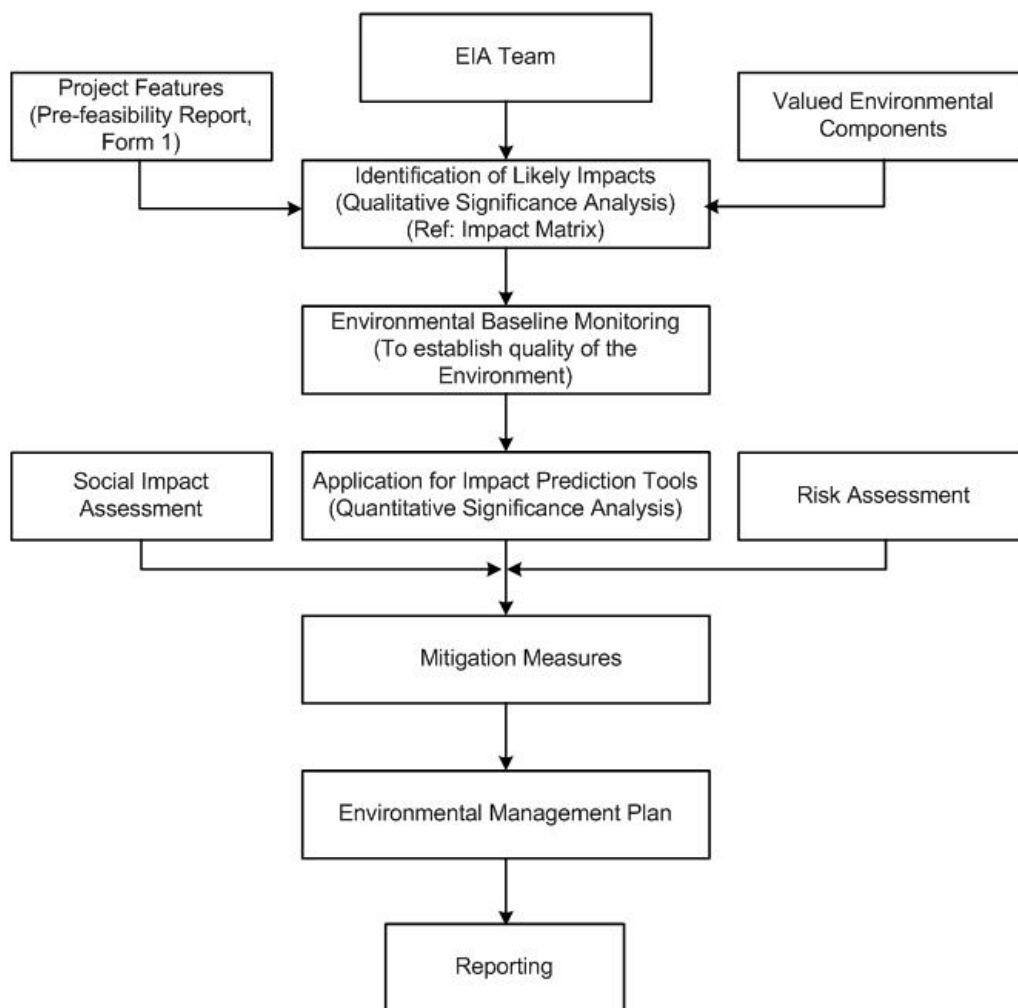 EIA Team
Project Features
(Pre-feasibility Report,
Form 1)
Valued Environmental
Components
Identification of Likely Impacts
(Qualitative Significance Analysis)
(Ref: Impact Matrix)
Environmental Baseline Monitoring
(To establish quality of the
Environment)
Social Impact
Assessment
Application for Impact Prediction Tools
(Quantitative Significance Analysis)
Risk Assessment
Mitigation Measures
Environmental Management Plan
Reporting